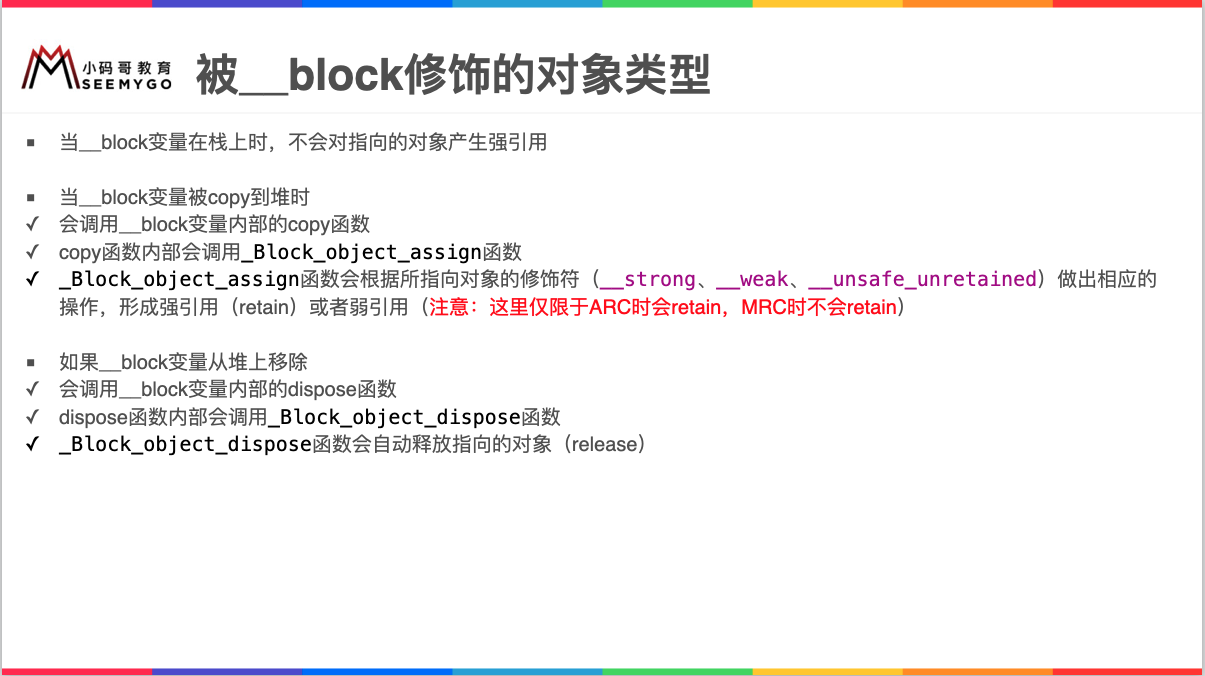 小码哥教育
SEEMYGO
被__block修饰的对象类型
▪ 当__block变量在栈上时，不会对指向的对象产生强引用
▪ 当__block变量被copy到堆时
✓ 会调用__block变量内部的copy函数
✓ copy函数内部会调用_Block_object_assign函数
✓ _Block_object_assign函数会根据所指向对象的修饰符（__strong、__weak、__unsafe_unretained）做出相应的
操作，形成强引用（retain）或者弱引用（注意：这里仅限于ARC时会retain，MRC时不会retain）
▪ 如果__block变量从堆上移除
✓ 会调用__block变量内部的dispose函数
✓ dispose函数内部会调用_Block_object_dispose函数
✓ _Block_object_dispose函数会自动释放指向的对象（release）